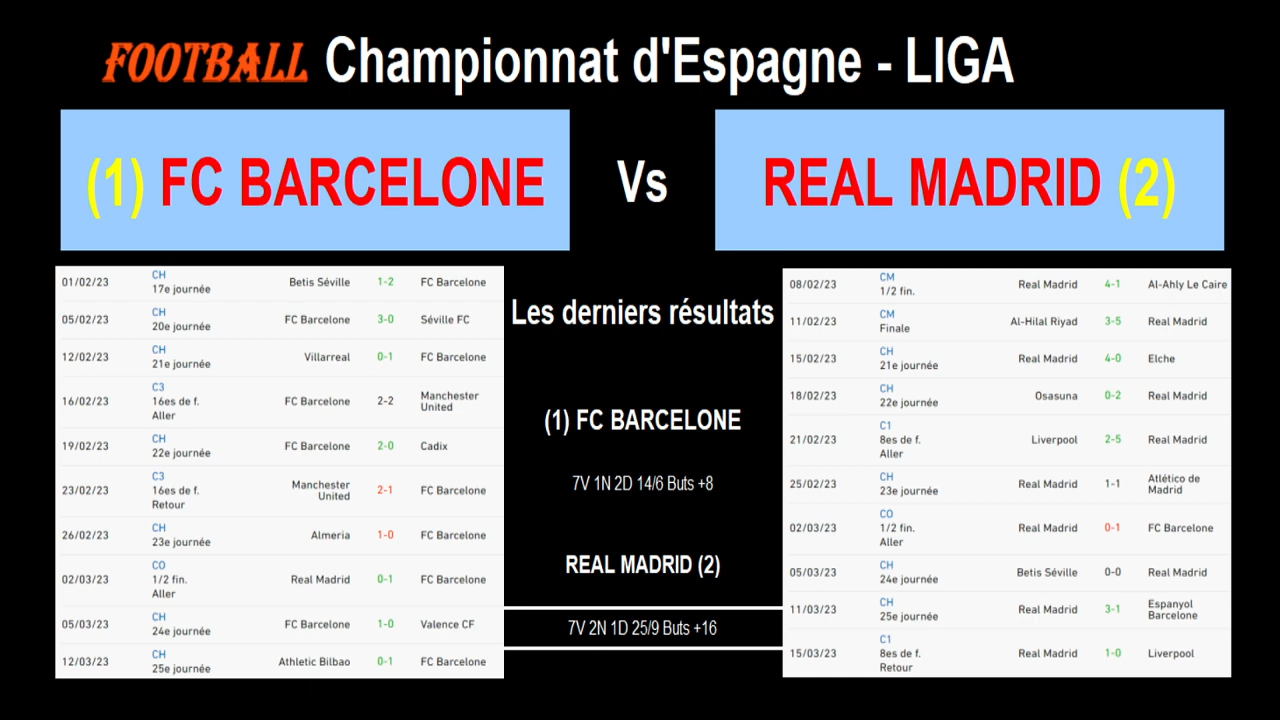 FOOTBALL Championnat d'Espagne - LIGA
(1) FC BARCELONE
Vs
REAL MADRID (2)
01/02/23 CH 17e journée Betis Séville 1-2 FC Barcelone
05/02/23 CH 20e journée FC Barcelone 3-0 Séville FC
12/02/23 CH 21e journée Villarreal 0-1 FC Barcelone
16/02/23 C3 16es de f. Aller FC Barcelone 2-2 Manchester United
19/02/23 CH 22e journée FC Barcelone 2-0 Cadix
23/02/23 C3 16es de f. Retour Manchester United 2-1 FC Barcelone
26/02/23 CH 23e journée Almeria 1-0 FC Barcelone
02/03/23 CO 1/2 fin. Aller Real Madrid 0-1 FC Barcelone
05/03/23 CH 24e journée FC Barcelone 1-0 Valence CF
12/03/23 CH 25e journée Athletic Bilbao 0-1 FC Barcelone
Les derniers résultats
(1) FC BARCELONE
7V 1N 2D 14/6 Buts +8
REAL MADRID (2)
7V 2N 1D 25/9 Buts +16
08/02/23 CM 1/2 fin. Real Madrid 4-1 Al-Ahly Le Caire
11/02/23 CM Finale Al-Hilal Riyad 3-5 Real Madrid
15/02/23 CH 21e journée Real Madrid 4-0 Elche
18/02/23 CH 22e journée Osasuna 0-2 Real Madrid
21/02/23 C1 8es de f. Aller Liverpool 2-5 Real Madrid
25/02/23 CH 23e journée Real Madrid 1-1 Atlético de Madrid
02/03/23 CO 1/2 fin. Aller Real Madrid 0-1 FC Barcelone
05/03/23 CH 24e journée Betis Séville 0-0 Real Madrid
11/03/23 CH 25e journée Real Madrid 3-1 Espanyol Barcelone
15/03/23 C1 8es de f. Retour Real Madrid 1-0 Liverpool